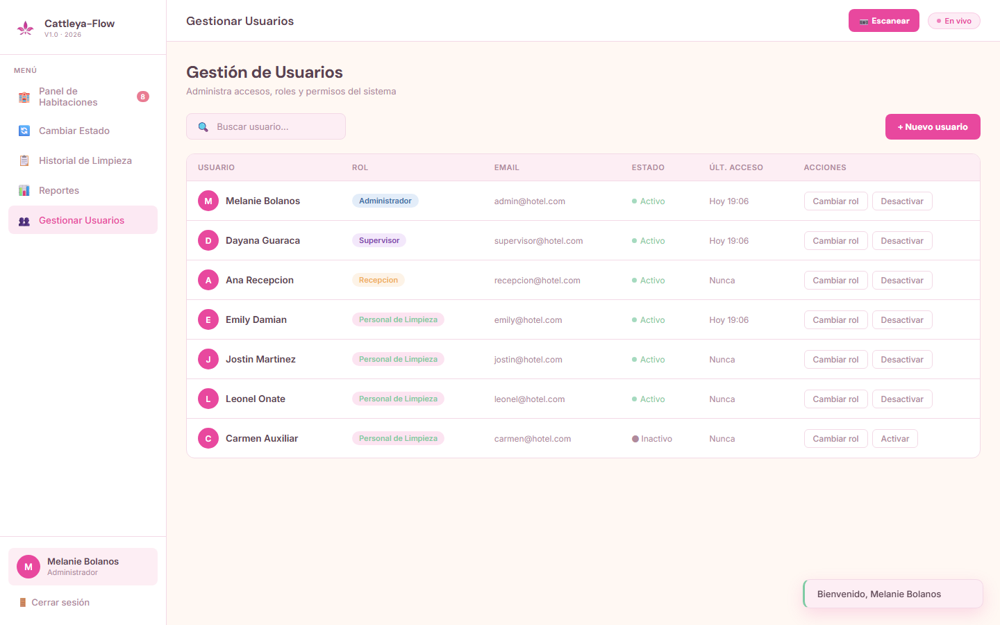 Cattleya-Flow
V1.0 · 2026
MENÚ
Panel de
Habitaciones
8
Cambiar Estado
Historial de Limpieza
Reportes
Gestionar Usuarios
Melanie Bolanos
Administrador
M
Cerrar sesión
Gestionar Usuarios
Escanear
En vivo
Gestión de Usuarios
Administra accesos, roles y permisos del sistema
Buscar usuario...
+ Nuevo usuario
USUARIO ROL EMAIL ESTADO ÚLT. ACCESO ACCIONES
M Melanie Bolanos Administrador admin@hotel.com Activo Hoy 19:06 Cambiar rol Desactivar
D Dayana Guaraca Supervisor supervisor@hotel.com Activo Hoy 19:06 Cambiar rol Desactivar
A Ana Recepcion Recepcion recepcion@hotel.com Activo Nunca Cambiar rol Desactivar
E Emily Damian Personal de Limpieza emily@hotel.com Activo Hoy 19:06 Cambiar rol Desactivar
J Jostin Martinez Personal de Limpieza jostin@hotel.com Activo Nunca Cambiar rol Desactivar
L Leonel Onate Personal de Limpieza leonel@hotel.com Activo Nunca Cambiar rol Desactivar
C Carmen Auxiliar Personal de Limpieza carmen@hotel.com Inactivo Nunca Cambiar rol Activar
Bienvenido, Melanie Bolanos